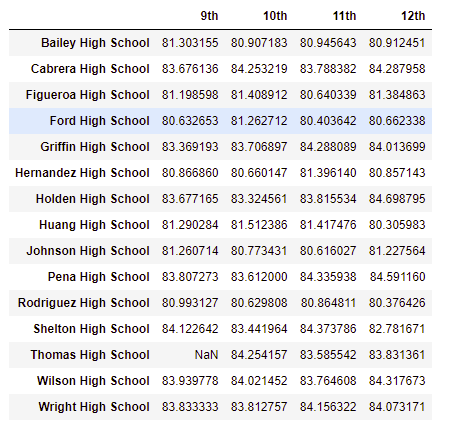 9th 10th 11th 12th
Bailey High School 81.303155 80.907183 80.945643 80.912451
Cabrera High School 83.676136 84.253219 83.788382 84.287958
Figueroa High School 81.198598 81.408912 80.640339 81.384863
Ford High School 80.632653 81.262712 80.403642 80.662338
Griffin High School 83.369193 83.706897 84.288089 84.013699
Hernandez High School 80.866860 80.660147 81.396140 80.857143
Holden High School 83.677165 83.324561 83.815534 84.698795
Huang High School 81.290284 81.512386 81.417476 80.305983
Johnson High School 81.260714 80.773431 80.616027 81.227564
Pena High School 83.807273 83.612000 84.335938 84.591160
Rodriguez High School 80.993127 80.629808 80.864811 80.376426
Shelton High School 84.122642 83.441964 84.373786 82.781671
Thomas High School NaN 84.254157 83.585542 83.831361
Wilson High School 83.939778 84.021452 83.764608 84.317673
Wright High School 83.833333 83.812757 84.156322 84.073171